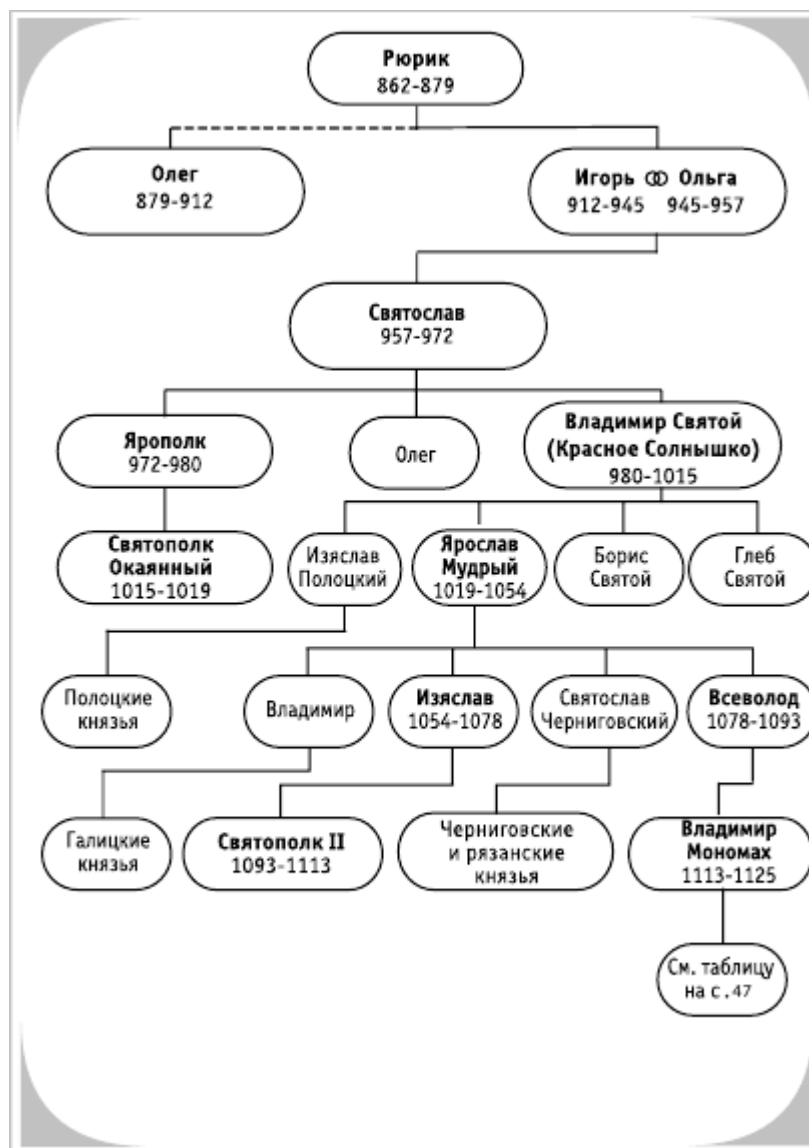 Рюрик
862-879
Олег
879-912
Игорь Ольга
912-945 945-957
Святослав
957-972
Ярополк
972-980
Олег
Владимир Святой
(Красное Солнышко)
980-1015
Святополк
Окаянный
1015-1019
Изяслав
Полоцкий
Ярослав
Мудрый
1019-1054
Борис
Святой
Глеб
Святой
Полоцкие
князья
Владимир
Изяслав
1054-1078
Святослав
Черниговский
Всеволод
1078-1093
Галицкие
князья
Святополк II
1093-1113
Черниговские
и рязанские
князья
Владимир
Мономах
1113-1125
См. таблицу
на с.47